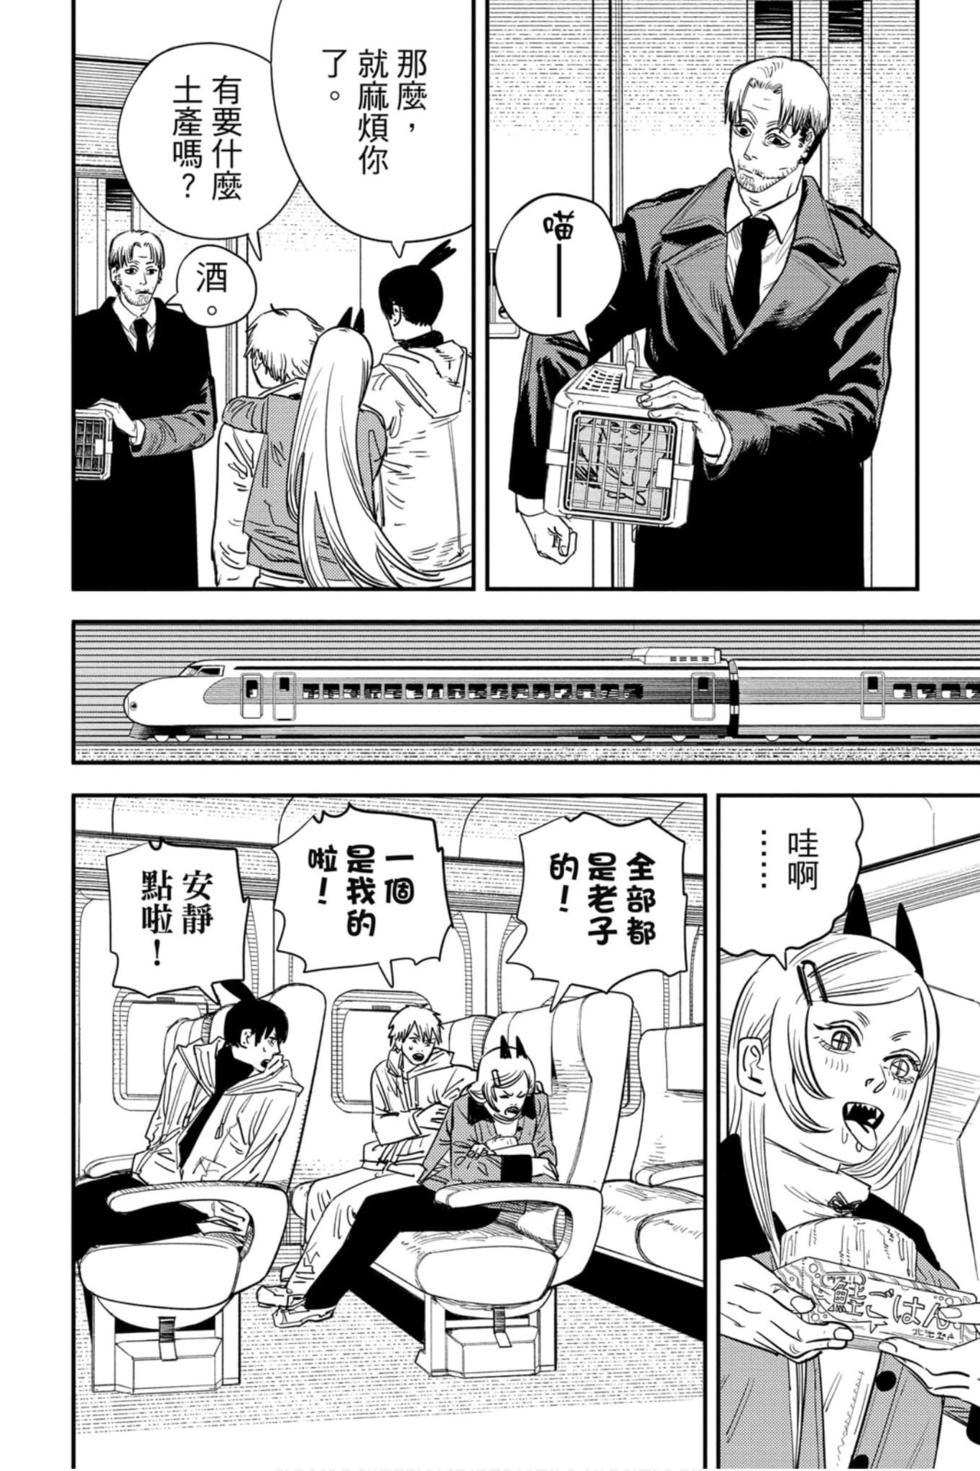 喵——
那麼，
就麻煩你
了。
有要什麼
土產嗎？
酒。
哇啊
……
鮭ごはん
全部都
是老子
的！
一個
是我的
啦！
安靜
點啦！